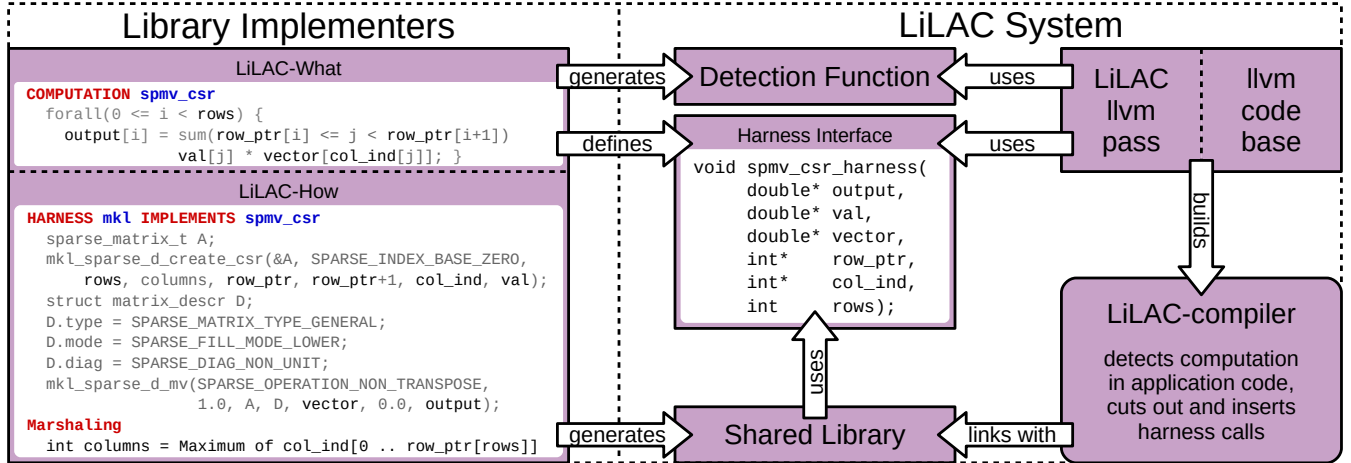 Library Implementers
LiLAC-What
COMPUTATION spmv_csr
forall(0 <= i < rows) {
output[i] = sum(row_ptr[i] <= j < row_ptr[i+1])
val[j] * vector[col_ind[j]]; }
LiLAC-How
HARNESS mkl IMPLEMENTS spmv_csr
sparse_matrix_t A;
mkl_sparse_d_create_csr(&A, SPARSE_INDEX_BASE_ZERO,
rows, columns, row_ptr, row_ptr+1, col_ind, val);
struct matrix_descr D;
D.type = SPARSE_MATRIX_TYPE_GENERAL;
D.mode = SPARSE_FILL_MODE_LOWER;
D.diag = SPARSE_DIAG_NON_UNIT;
mkl_sparse_d_mv(SPARSE_OPERATION_NON_TRANSPOSE,
1.0, A, D, vector, 0.0, output);
Marshaling
int columns = Maximum of col_ind[0 .. row_ptr[rows]]
generates
defines
generates
LiLAC System
Detection Function
Harness Interface
void spmv_csr_harness(
double* output,
double* val,
double* vector,
int* row_ptr,
int* col_ind,
int rows);
uses
Shared Library
uses
uses
links with
LiLAC
llvm
pass
llvm
code
base
builds
LiLAC-compiler
detects computation
in application code,
cuts out and inserts
harness calls